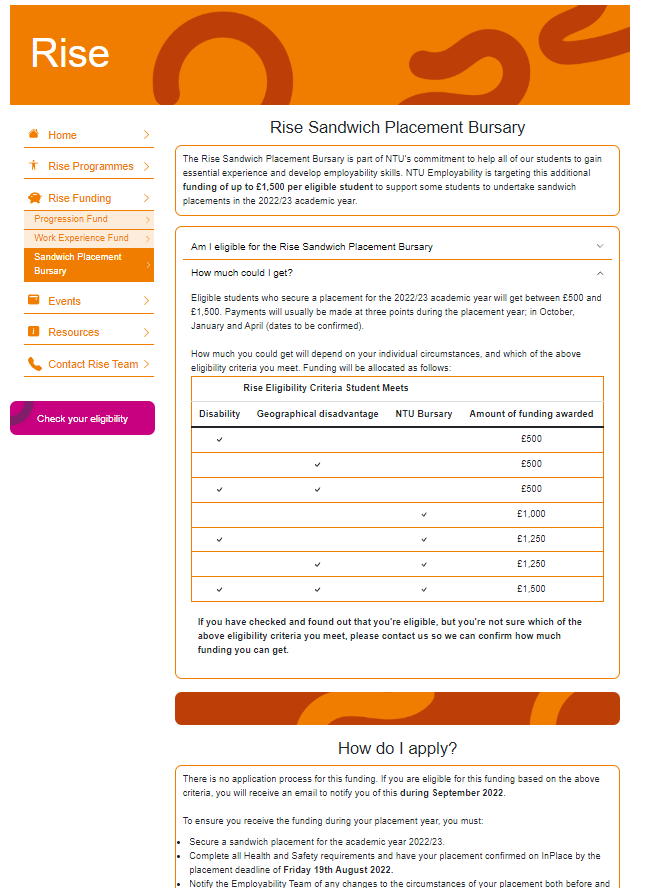 Rise
Home
Rise Programmes
Rise Funding
Progression Fund
Work Experience Fund
Sandwich Placement
Bursary
Events
Resources
Contact Rise Team
Check your eligibility
Rise Sandwich Placement Bursary
The Rise Sandwich Placement Bursary is part of NTU's commitment to help all of our students to gain
essential experience and develop employability skills. NTU Employability is targeting this additional
funding of up to £1,500 per eligible student to support some students to undertake sandwich
placements in the 2022/23 academic year.
Am I eligible for the Rise Sandwich Placement Bursary
How much could I get?
Eligible students who secure a placement for the 2022/23 academic year will get between £500 and
£1,500. Payments will usually be made at three points during the placement year; in October,
January and April (dates to be confirmed).
How much you could get will depend on your individual circumstances, and which of the above
eligibility criteria you meet. Funding will be allocated as follows:
Rise Eligibility Criteria Student Meets
Disability Geographical disadvantage NTU Bursary Amount of funding awarded
✓ £500
✓ £500
✓ ✓ £500
✓ £1,000
✓ ✓ £1,250
✓ ✓ £1,250
✓ ✓ ✓ £1,500
If you have checked and found out that you're eligible, but you're not sure which of the
above eligibility criteria you meet, please contact us so we can confirm how much
funding you can get.
How do I apply?
There is no application process for this funding. If you are eligible for this funding based on the above
criteria, you will receive an email to notify you of this during September 2022.
To ensure you receive the funding during your placement year, you must:
• Secure a sandwich placement for the academic year 2022/23.
• Complete all Health and Safety requirements and have your placement confirmed on InPlace by the
placement deadline of Friday 19th August 2022.
• Notify the Employability Team of any changes to the circumstances of your placement both before and